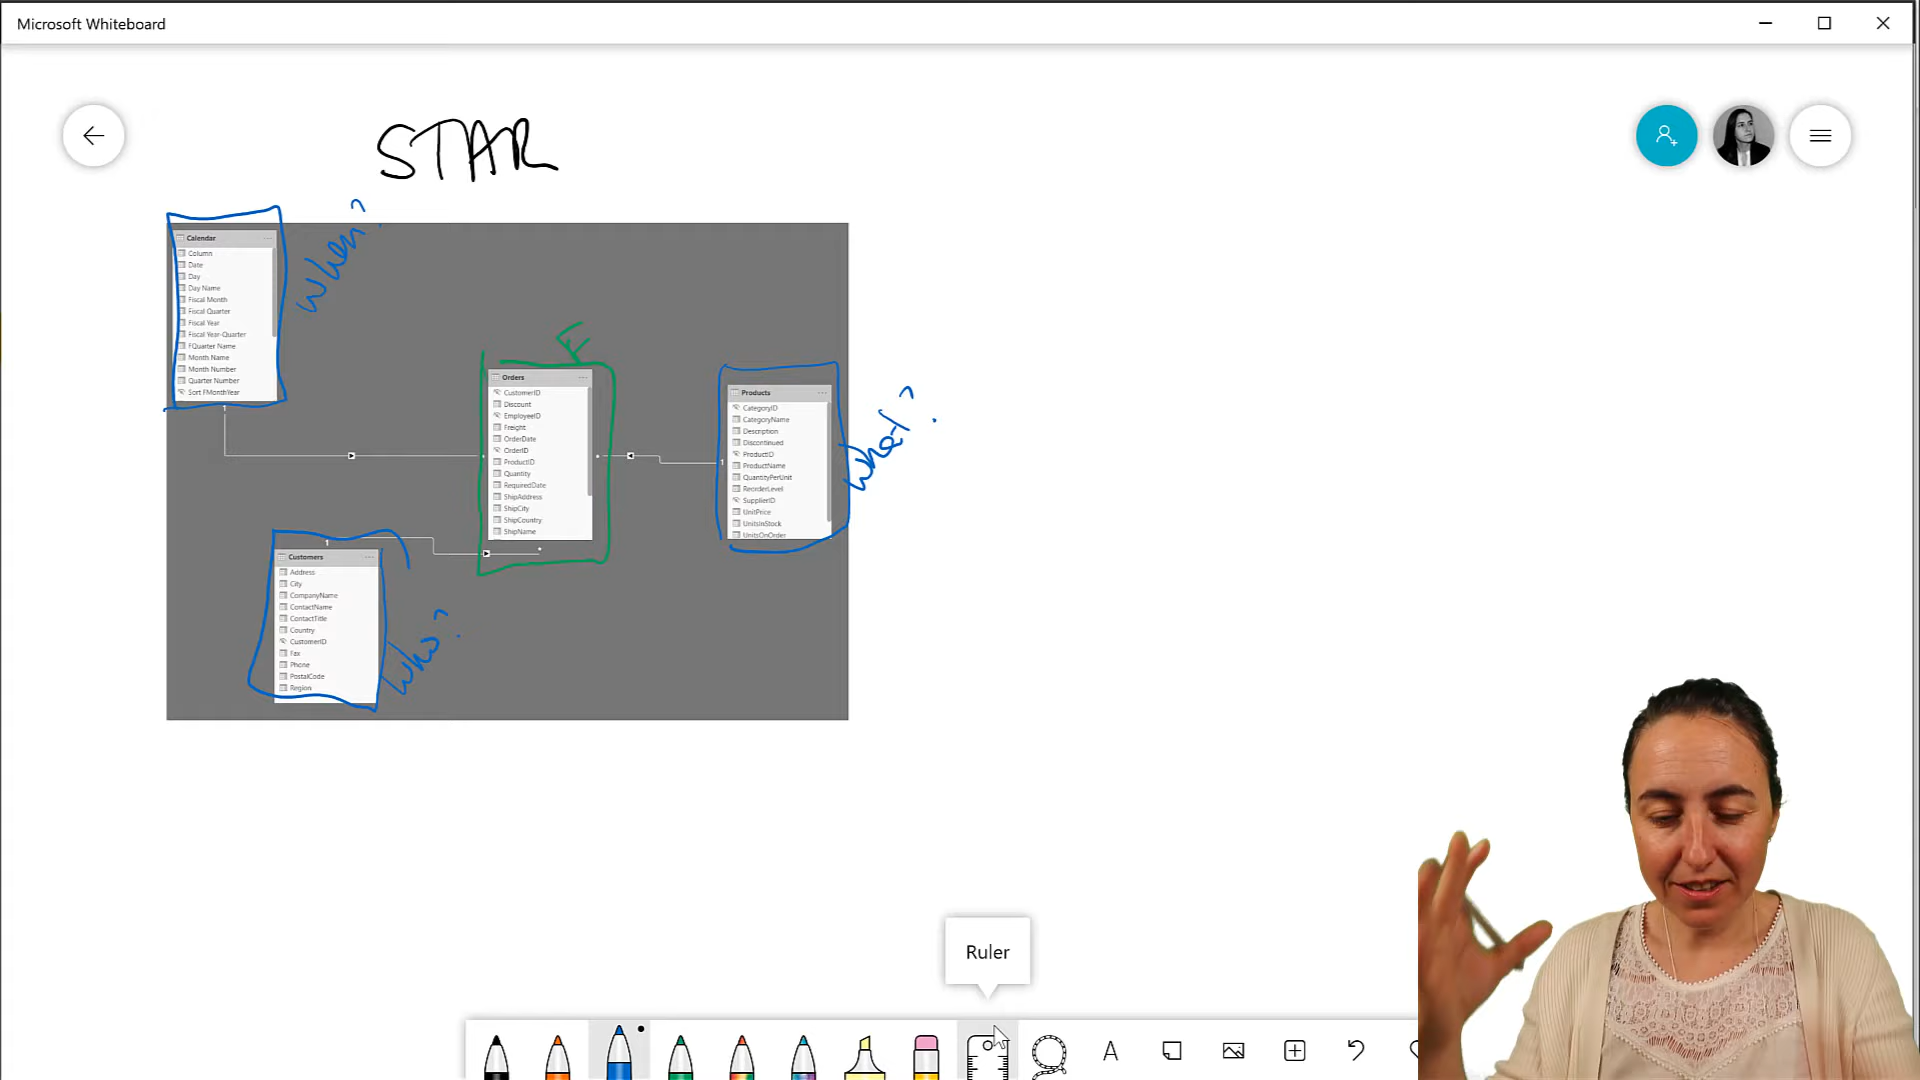 Microsoft Whiteboard
STAR
When?
Calendar
Column
Date
Day
Day Name
Fiscal Month
Fiscal Quarter
Fiscal Year
Fiscal Year-Quarter
FQuarter Name
Month Name
Month Number
Quarter Number
Sort FMonthYear
1
F
Orders
CustomerID
Discount
EmployeeID
Freight
OrderDate
OrderID
ProductID
Quantity
RequiredDate
ShipAddress
ShipCity
ShipCountry
ShipName
What?
Products
CategoryID
CategoryName
Description
Discontinued
ProductID
ProductName
QuantityPerUnit
ReorderLevel
SupplierID
UnitPrice
UnitsInStock
UnitsOnOrder
1
1
Who?
Customers
Address
City
CompanyName
ContactName
ContactTitle
Country
CustomerID
Fax
Phone
PostalCode
Region
Ruler
A